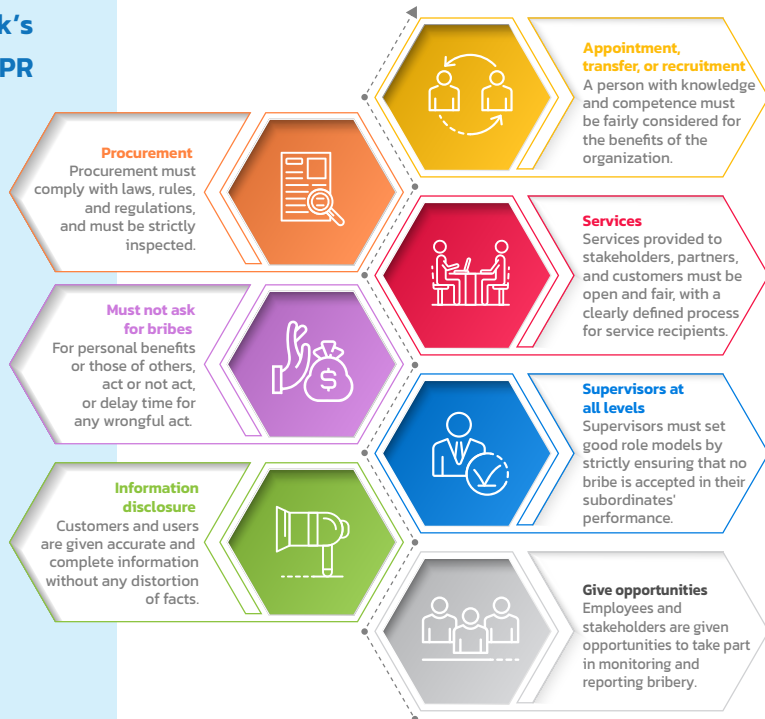 k's
PR
Appointment,
transfer, or recruitment
A person with knowledge
and competence must
be fairly considered for
the benefits of the
organization.
Procurement
Procurement must
comply with laws, rules,
and regulations,
and must be strictly
inspected.
Services
Services provided to
stakeholders, partners,
and customers must be
open and fair, with a
clearly defined process
for service recipients.
Must not ask
for bribes
For personal benefits
or those of others,
act or not act,
or delay time for
any wrongful act.
$
Supervisors at
all levels
Supervisors must set
good role models by
strictly ensuring that no
bribe is accepted in their
subordinates'
performance.
Information
disclosure
Customers and users
are given accurate and
complete information
without any distortion
of facts.
Give opportunities
Employees and
stakeholders are given
opportunities to take part
in monitoring and
reporting bribery.